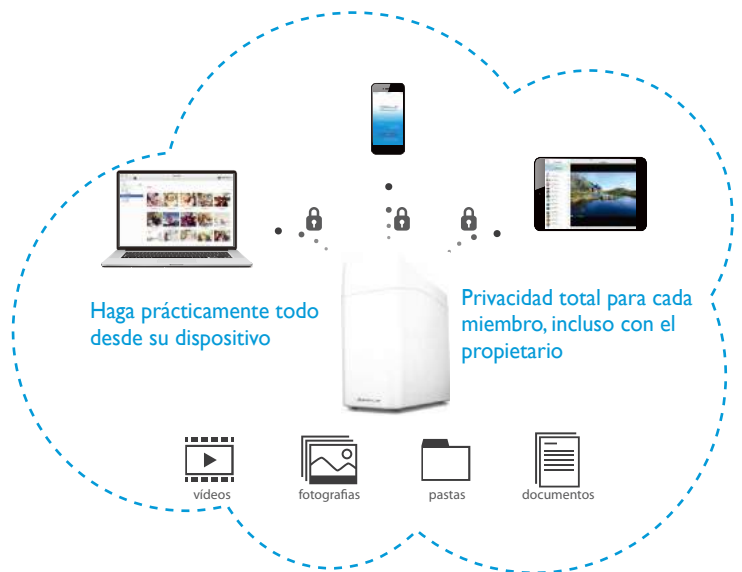 Haga prácticamente todo
desde su dispositivo
Privacidad total para cada
miembro, incluso con el
propietario
vídeos
fotografias
pastas
documentos